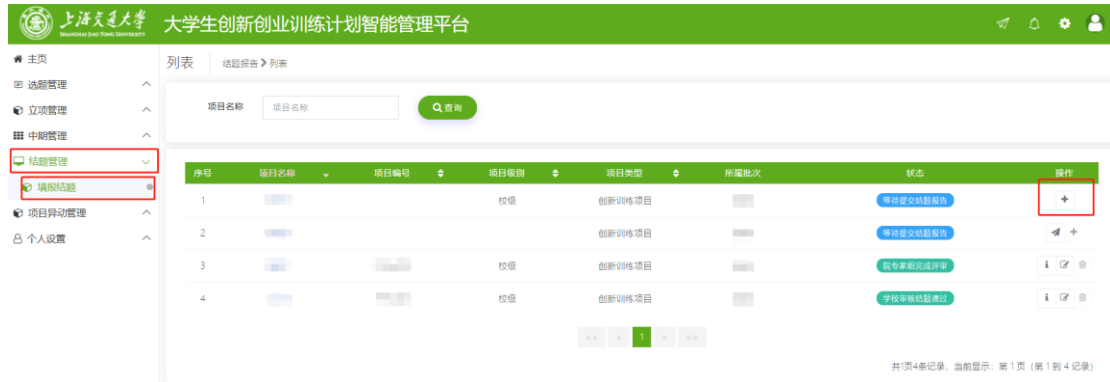 上海交通大学 大学生创新创业训练计划智能管理平台
SHANGHAI JIAO TONG UNIVERSITY
主页
选题管理
立项管理
中期管理
结题管理
填报结题
项目异动管理
个人设置
列表 结题报告 > 列表
项目名称 项目名称 查询
序号 项目名称 项目编号 项目级别 项目类型 所属批次 状态 操作
1 校级 创新训练项目 等待提交结题报告
2 创新训练项目 等待提交结题报告
3 校级 创新训练项目 院专家组完成评审
4 校级 创新训练项目 学校审核结题通过
<< < 1 > >>
共1页4条记录，当前显示：第 1 页（第 1 到 4 记录）